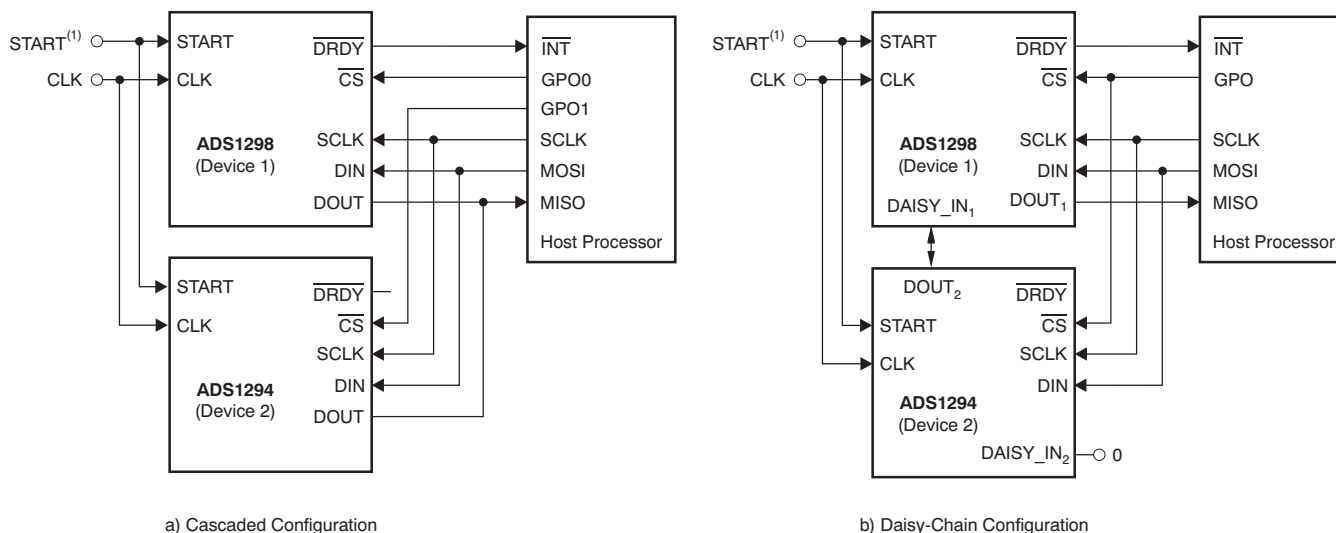 START(1)
CLK
START
CLK
DRDY
CS
SCLK
DIN
DOUT
ADS1298
(Device 1)
INT
GPO0
GPO1
SCLK
MOSI
MISO
Host Processor
START
CLK
DRDY
CS
SCLK
DIN
DOUT
ADS1294
(Device 2)
a) Cascaded Configuration
START(1)
CLK
START
CLK
DRDY
CS
SCLK
DIN
DOUT1
ADS1298
(Device 1)
DAISY_IN1
INT
GPO
SCLK
MOSI
MISO
Host Processor
DOUT2
START
CLK
DRDY
CS
SCLK
DIN
ADS1294
(Device 2)
DAISY_IN2
0
b) Daisy-Chain Configuration